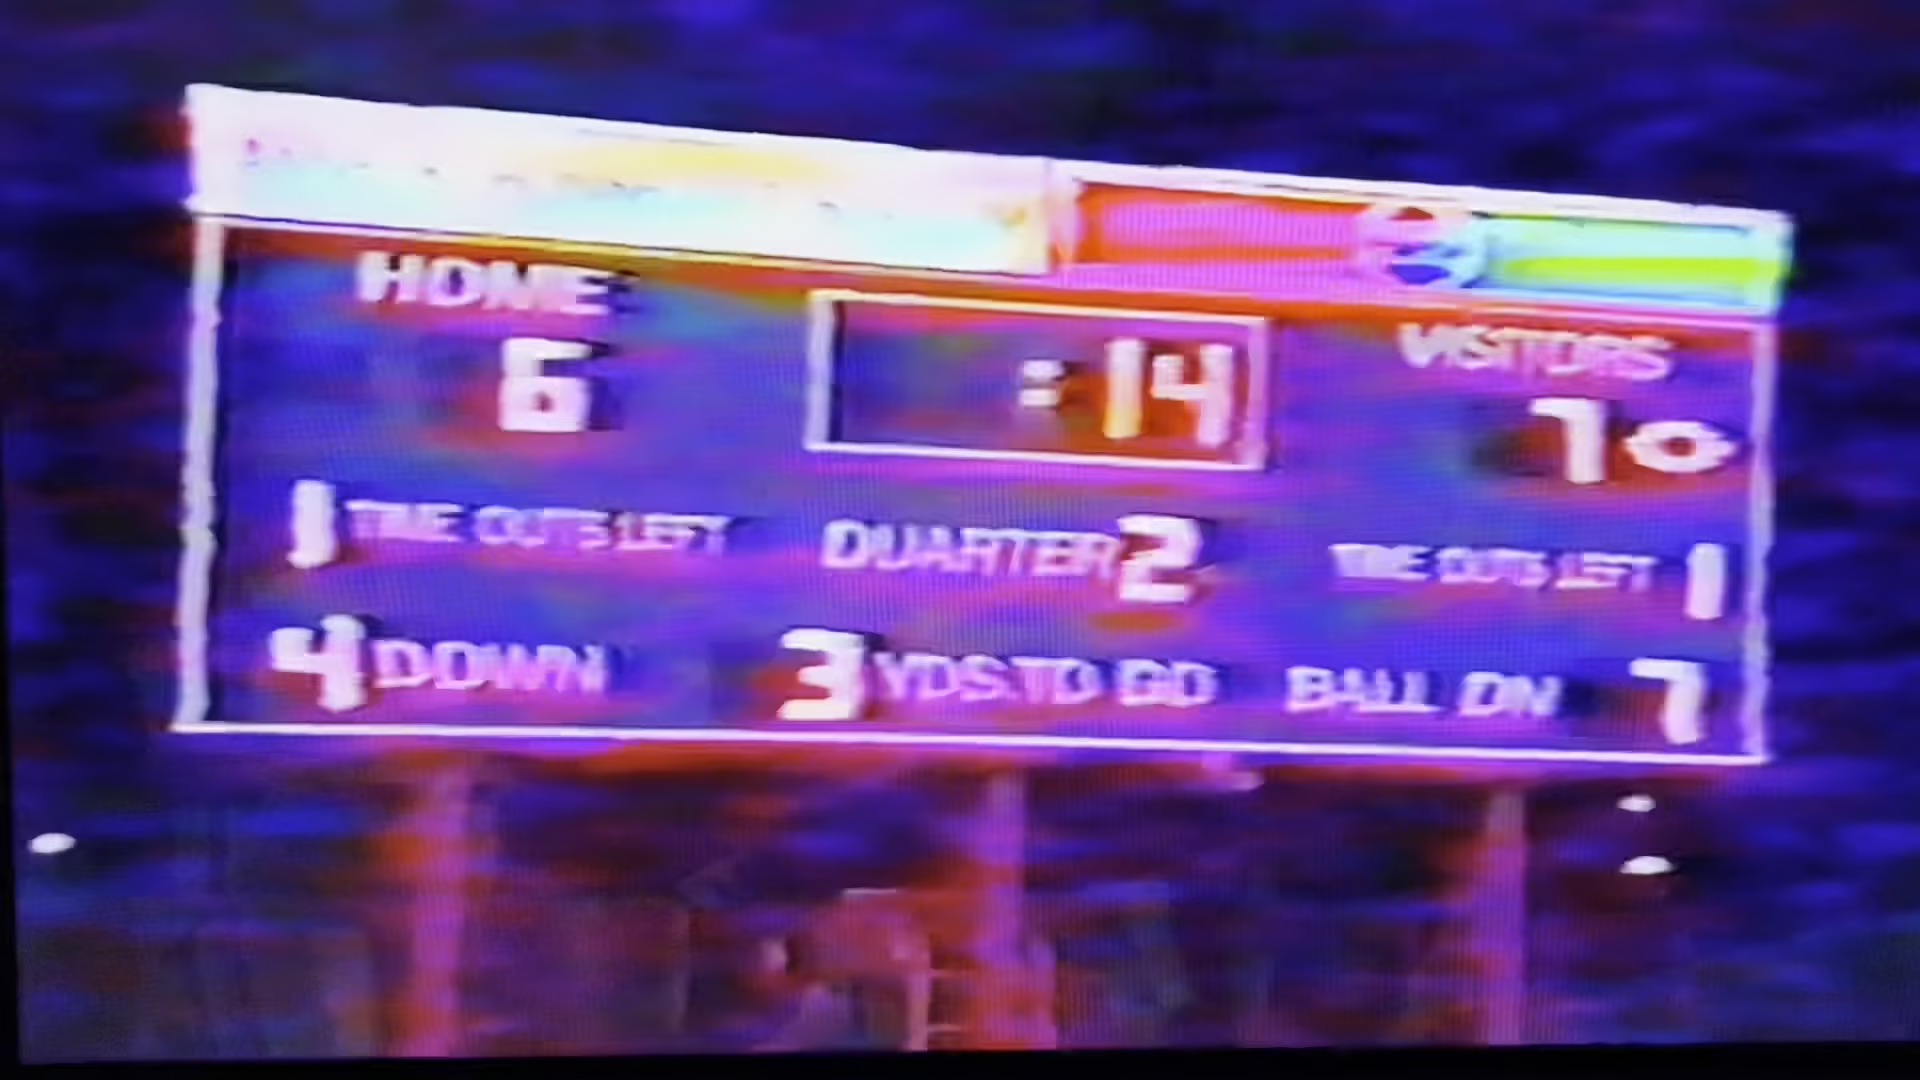 HOME
6
:14
VISITORS
70
1 TIME OUTS LEFT
QUARTER 2
TIME OUTS LEFT 1
4 DOWN
3 YDS.TO GO
BALL ON 7